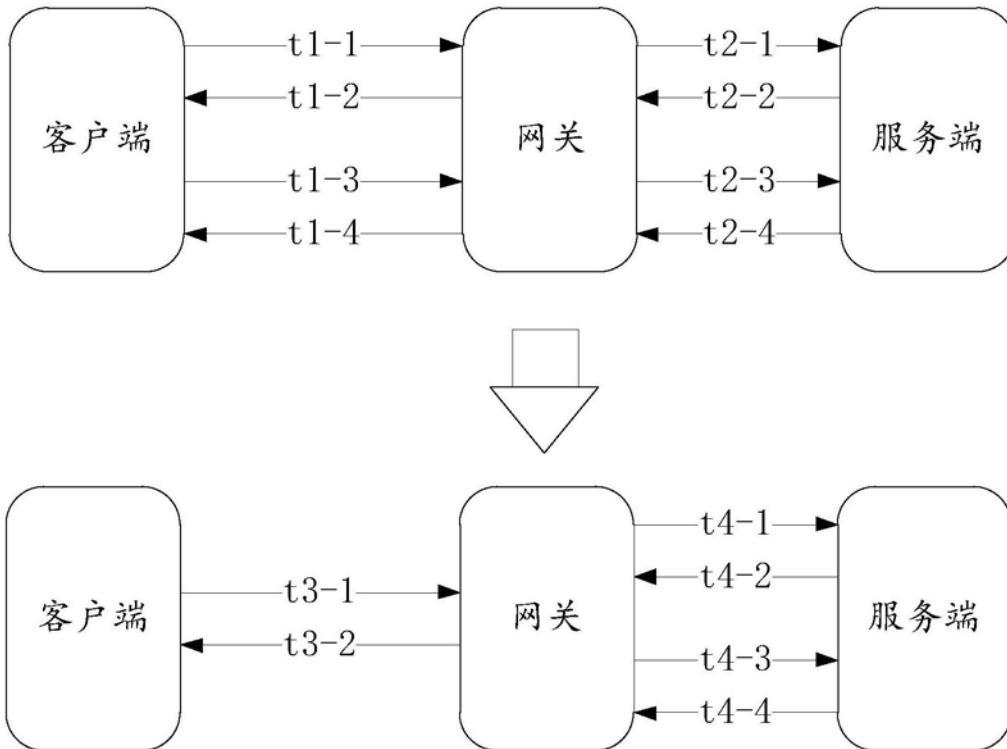 t1-1
t2-1
t1-2
t2-2
客户端
网关
服务端
t1-3
t2-3
t1-4
t2-4
t4-1
t4-2
t3-1
客户端
网关
服务端
t3-2
t4-3
t4-4